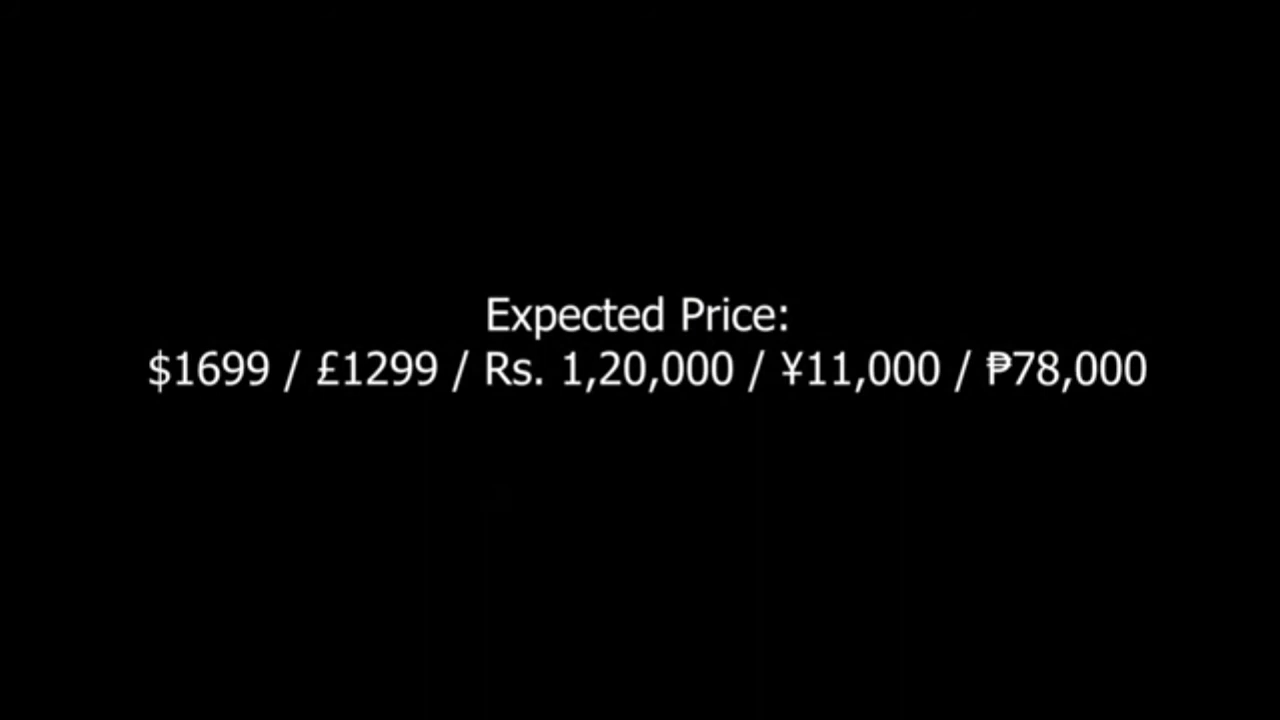 Expected Price:
$1699 / £1299 / Rs. 1,20,000 / ¥11,000 / ₱78,000